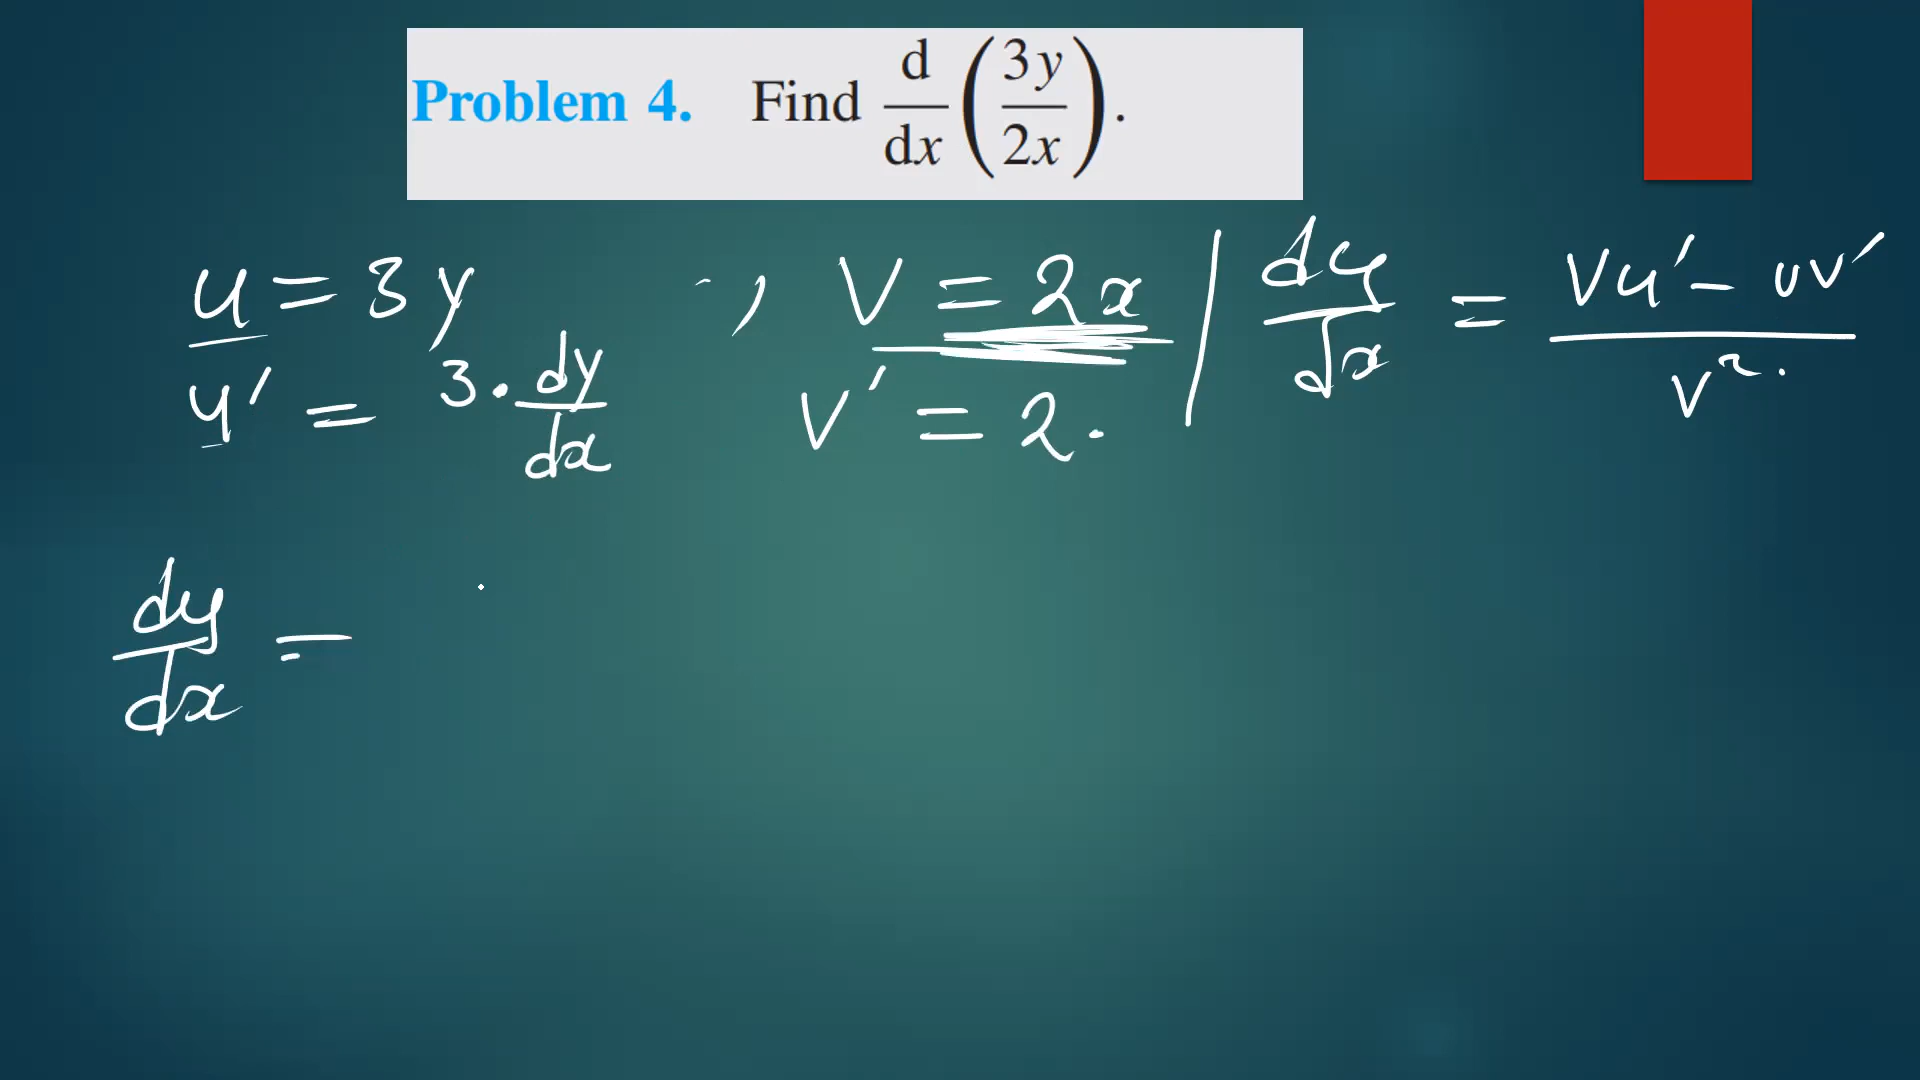 Problem 4. Find d/dx (3y/2x).
u = 3y , V = 2x | dy/dx = (Vu' - uv')/v².
u' = 3 . dy/dx V' = 2.
dy/dx =